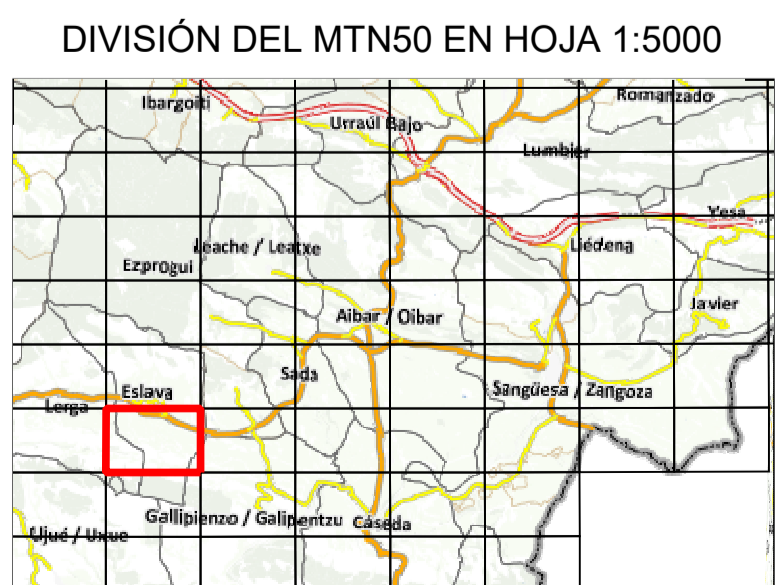 DIVISIÓN DEL MTN50 EN HOJA 1:5000
Romanzado
Ibargoiti
Urraúl Bajo
Lumbier
Yesa
Leache / Leatxe
Liédena
Ezprogui
Javier
Aibar / Oibar
Sada
Eslava
Sangüesa / Zangoza
Lerga
Gallipienzo / Galipentzu
Cáseda
Ujué / Uxue